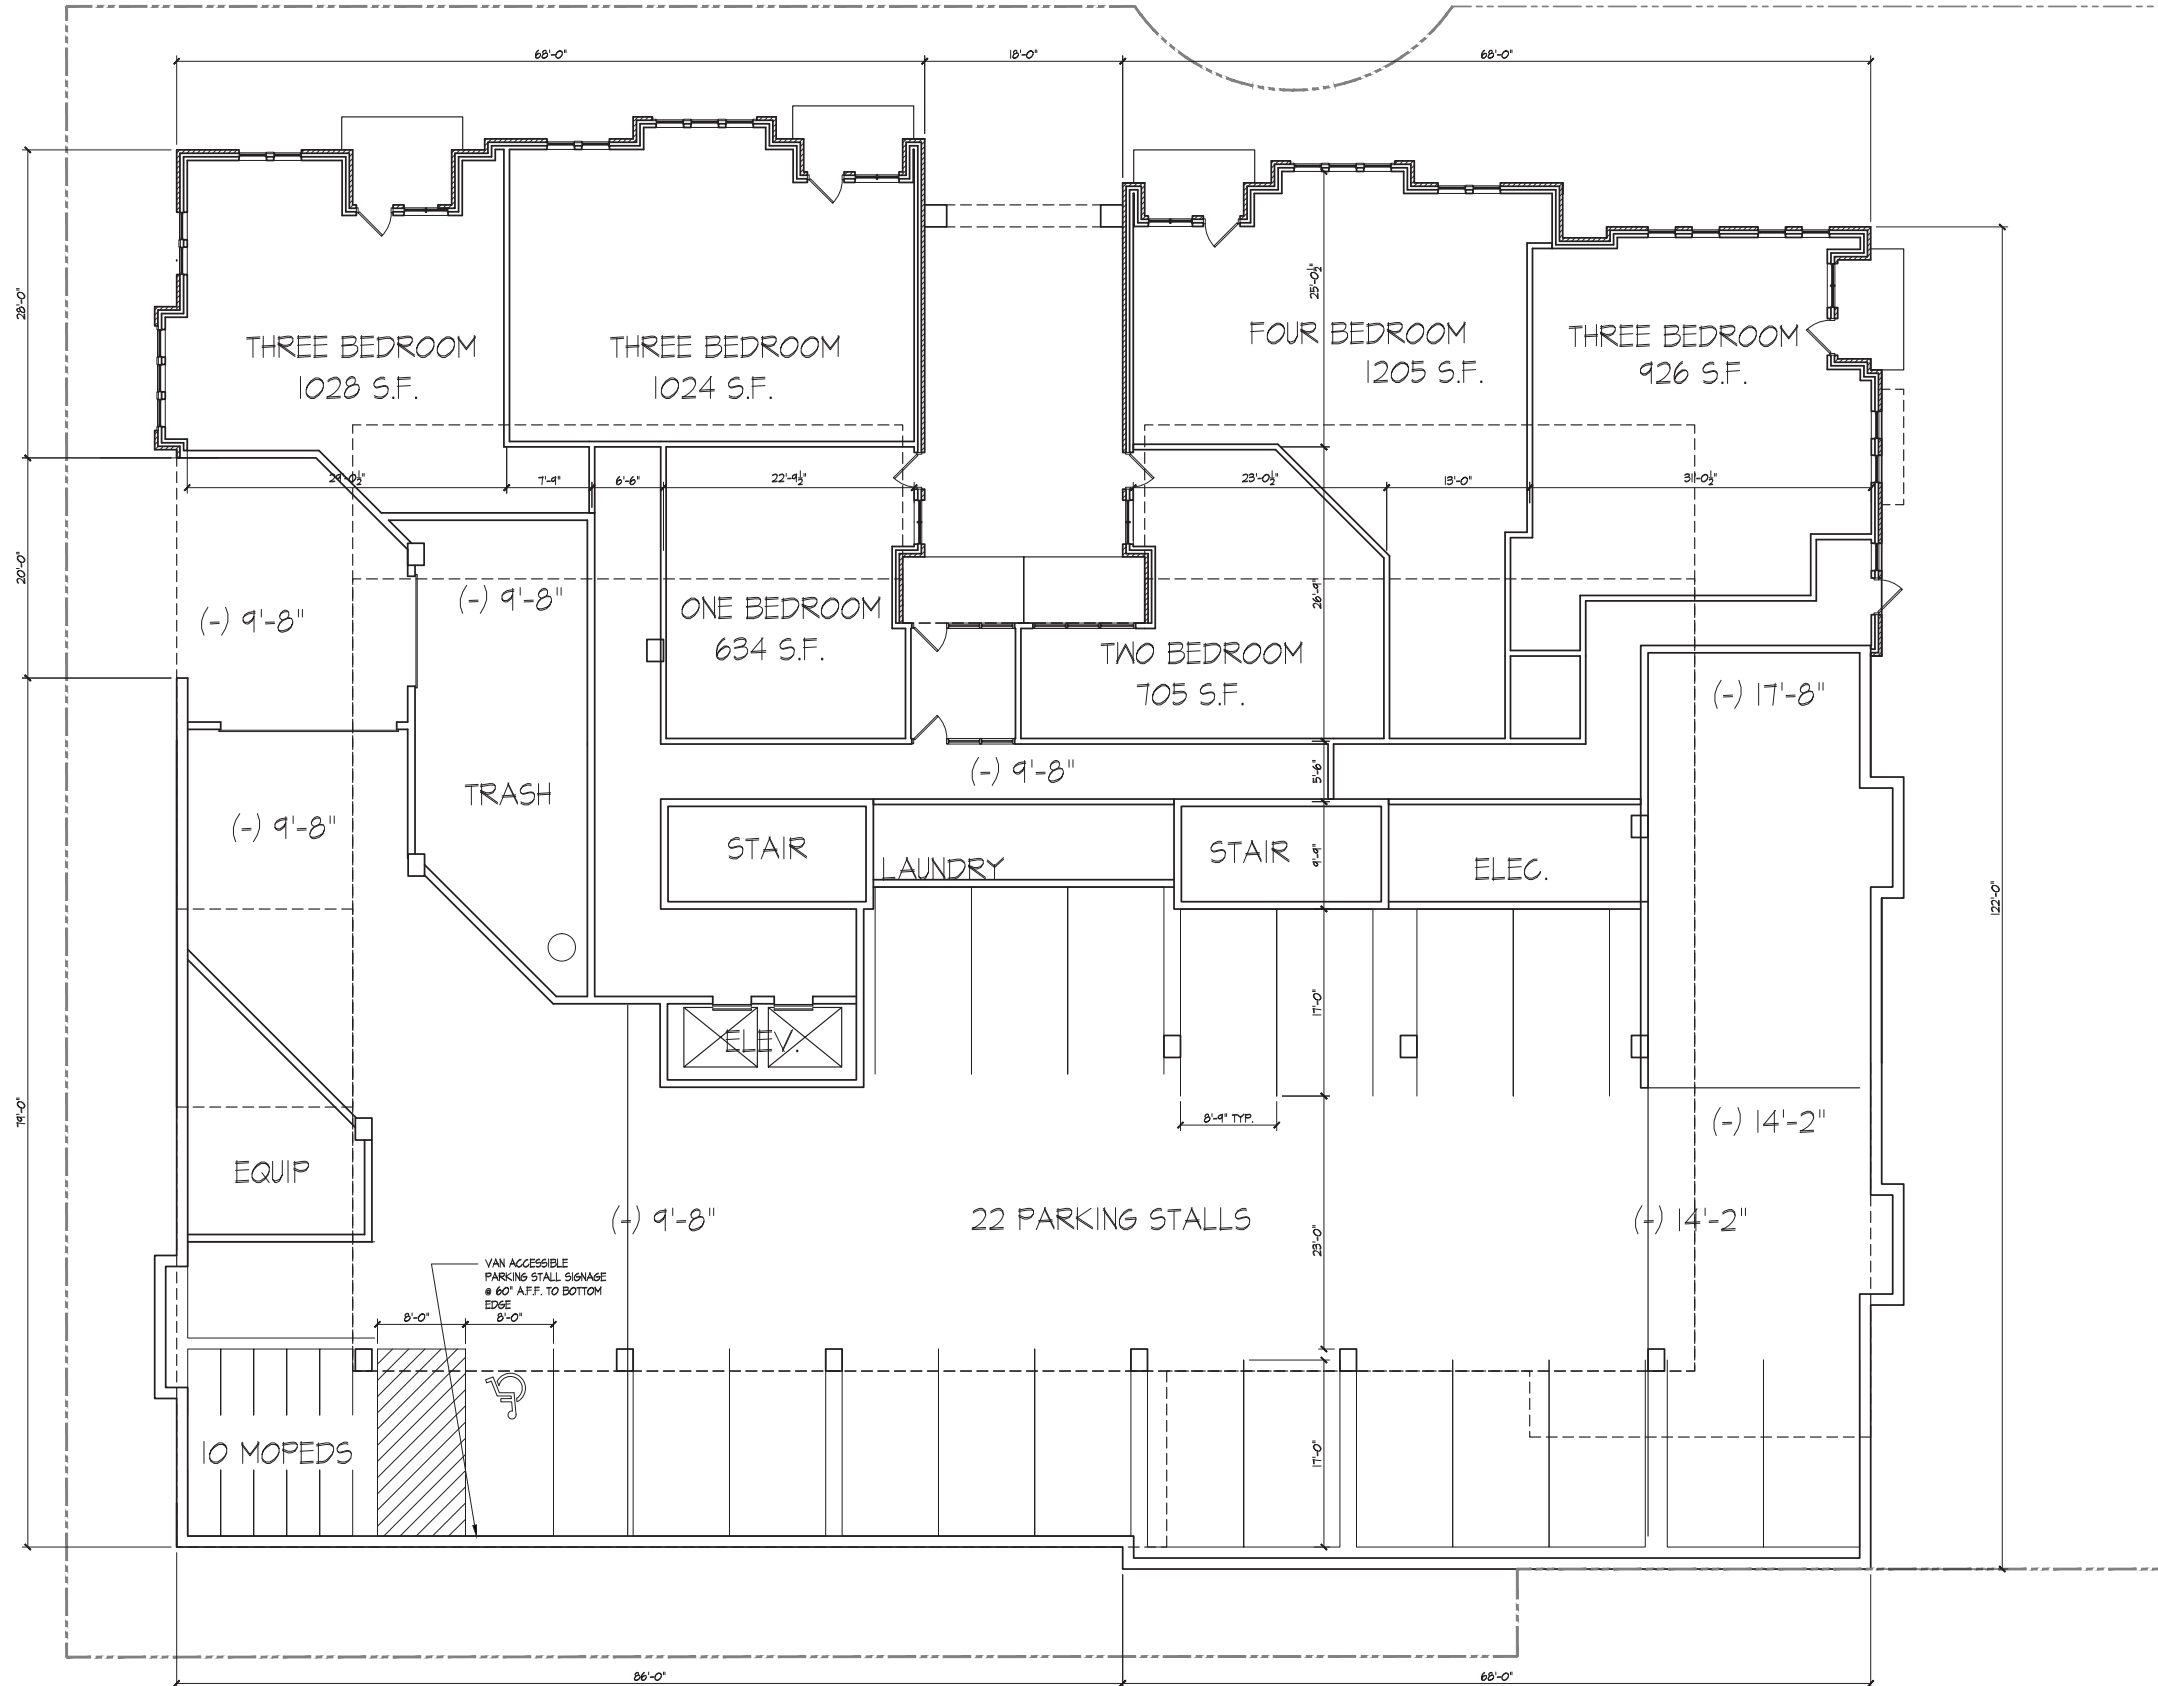 68'-0"
18'-0"
68'-0"
28'-0"
25'-0½"
THREE BEDROOM
1028 S.F.
THREE BEDROOM
1024 S.F.
FOUR BEDROOM
1205 S.F.
THREE BEDROOM
926 S.F.
29'-0½"
7'-9"
6'-6"
22'-9½"
23'-0½"
13'-0"
31'-0½"
20'-0"
(-) 9'-8"
(-) 9'-8"
ONE BEDROOM
634 S.F.
26'-9"
TWO BEDROOM
705 S.F.
(-) 17'-8"
(-) 9'-8"
5'-6"
TRASH
(-) 9'-8"
STAIR
LAUNDRY
STAIR
9'-9"
ELEC.
122'-0"
ELEV.
17'-0"
79'-0"
8'-9" TYP.
(-) 14'-2"
EQUIP
(-) 9'-8"
22 PARKING STALLS
23'-0"
(-) 14'-2"
VAN ACCESSIBLE
PARKING STALL SIGNAGE
@ 60" A.F.F. TO BOTTOM
EDGE
8'-0"
8'-0"
10 MOPEDS
17'-0"
86'-0"
68'-0"